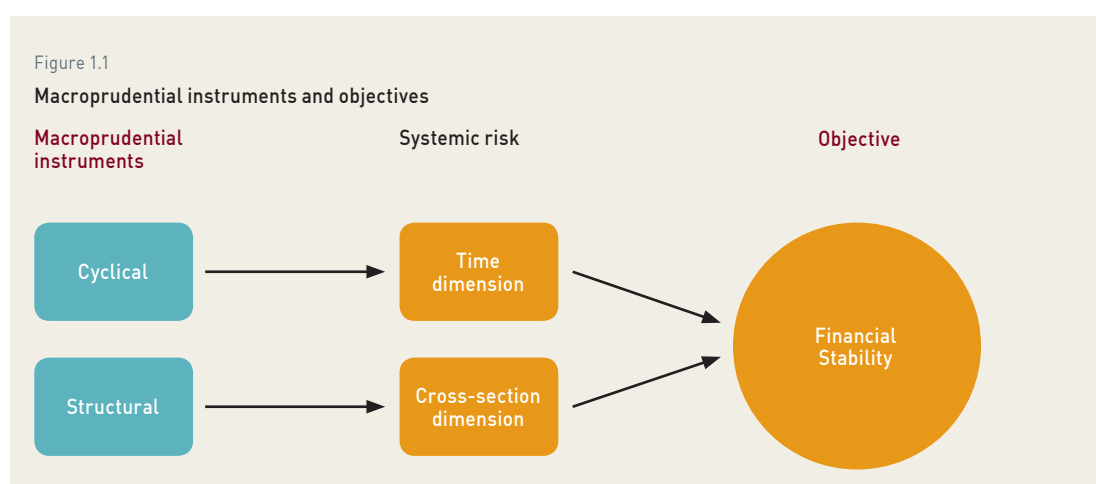 Figure 1.1
Macroprudential instruments and objectives
Macroprudential
instruments
Systemic risk
Objective
Cyclical
Time
dimension
Structural
Cross-section
dimension
Financial
Stability